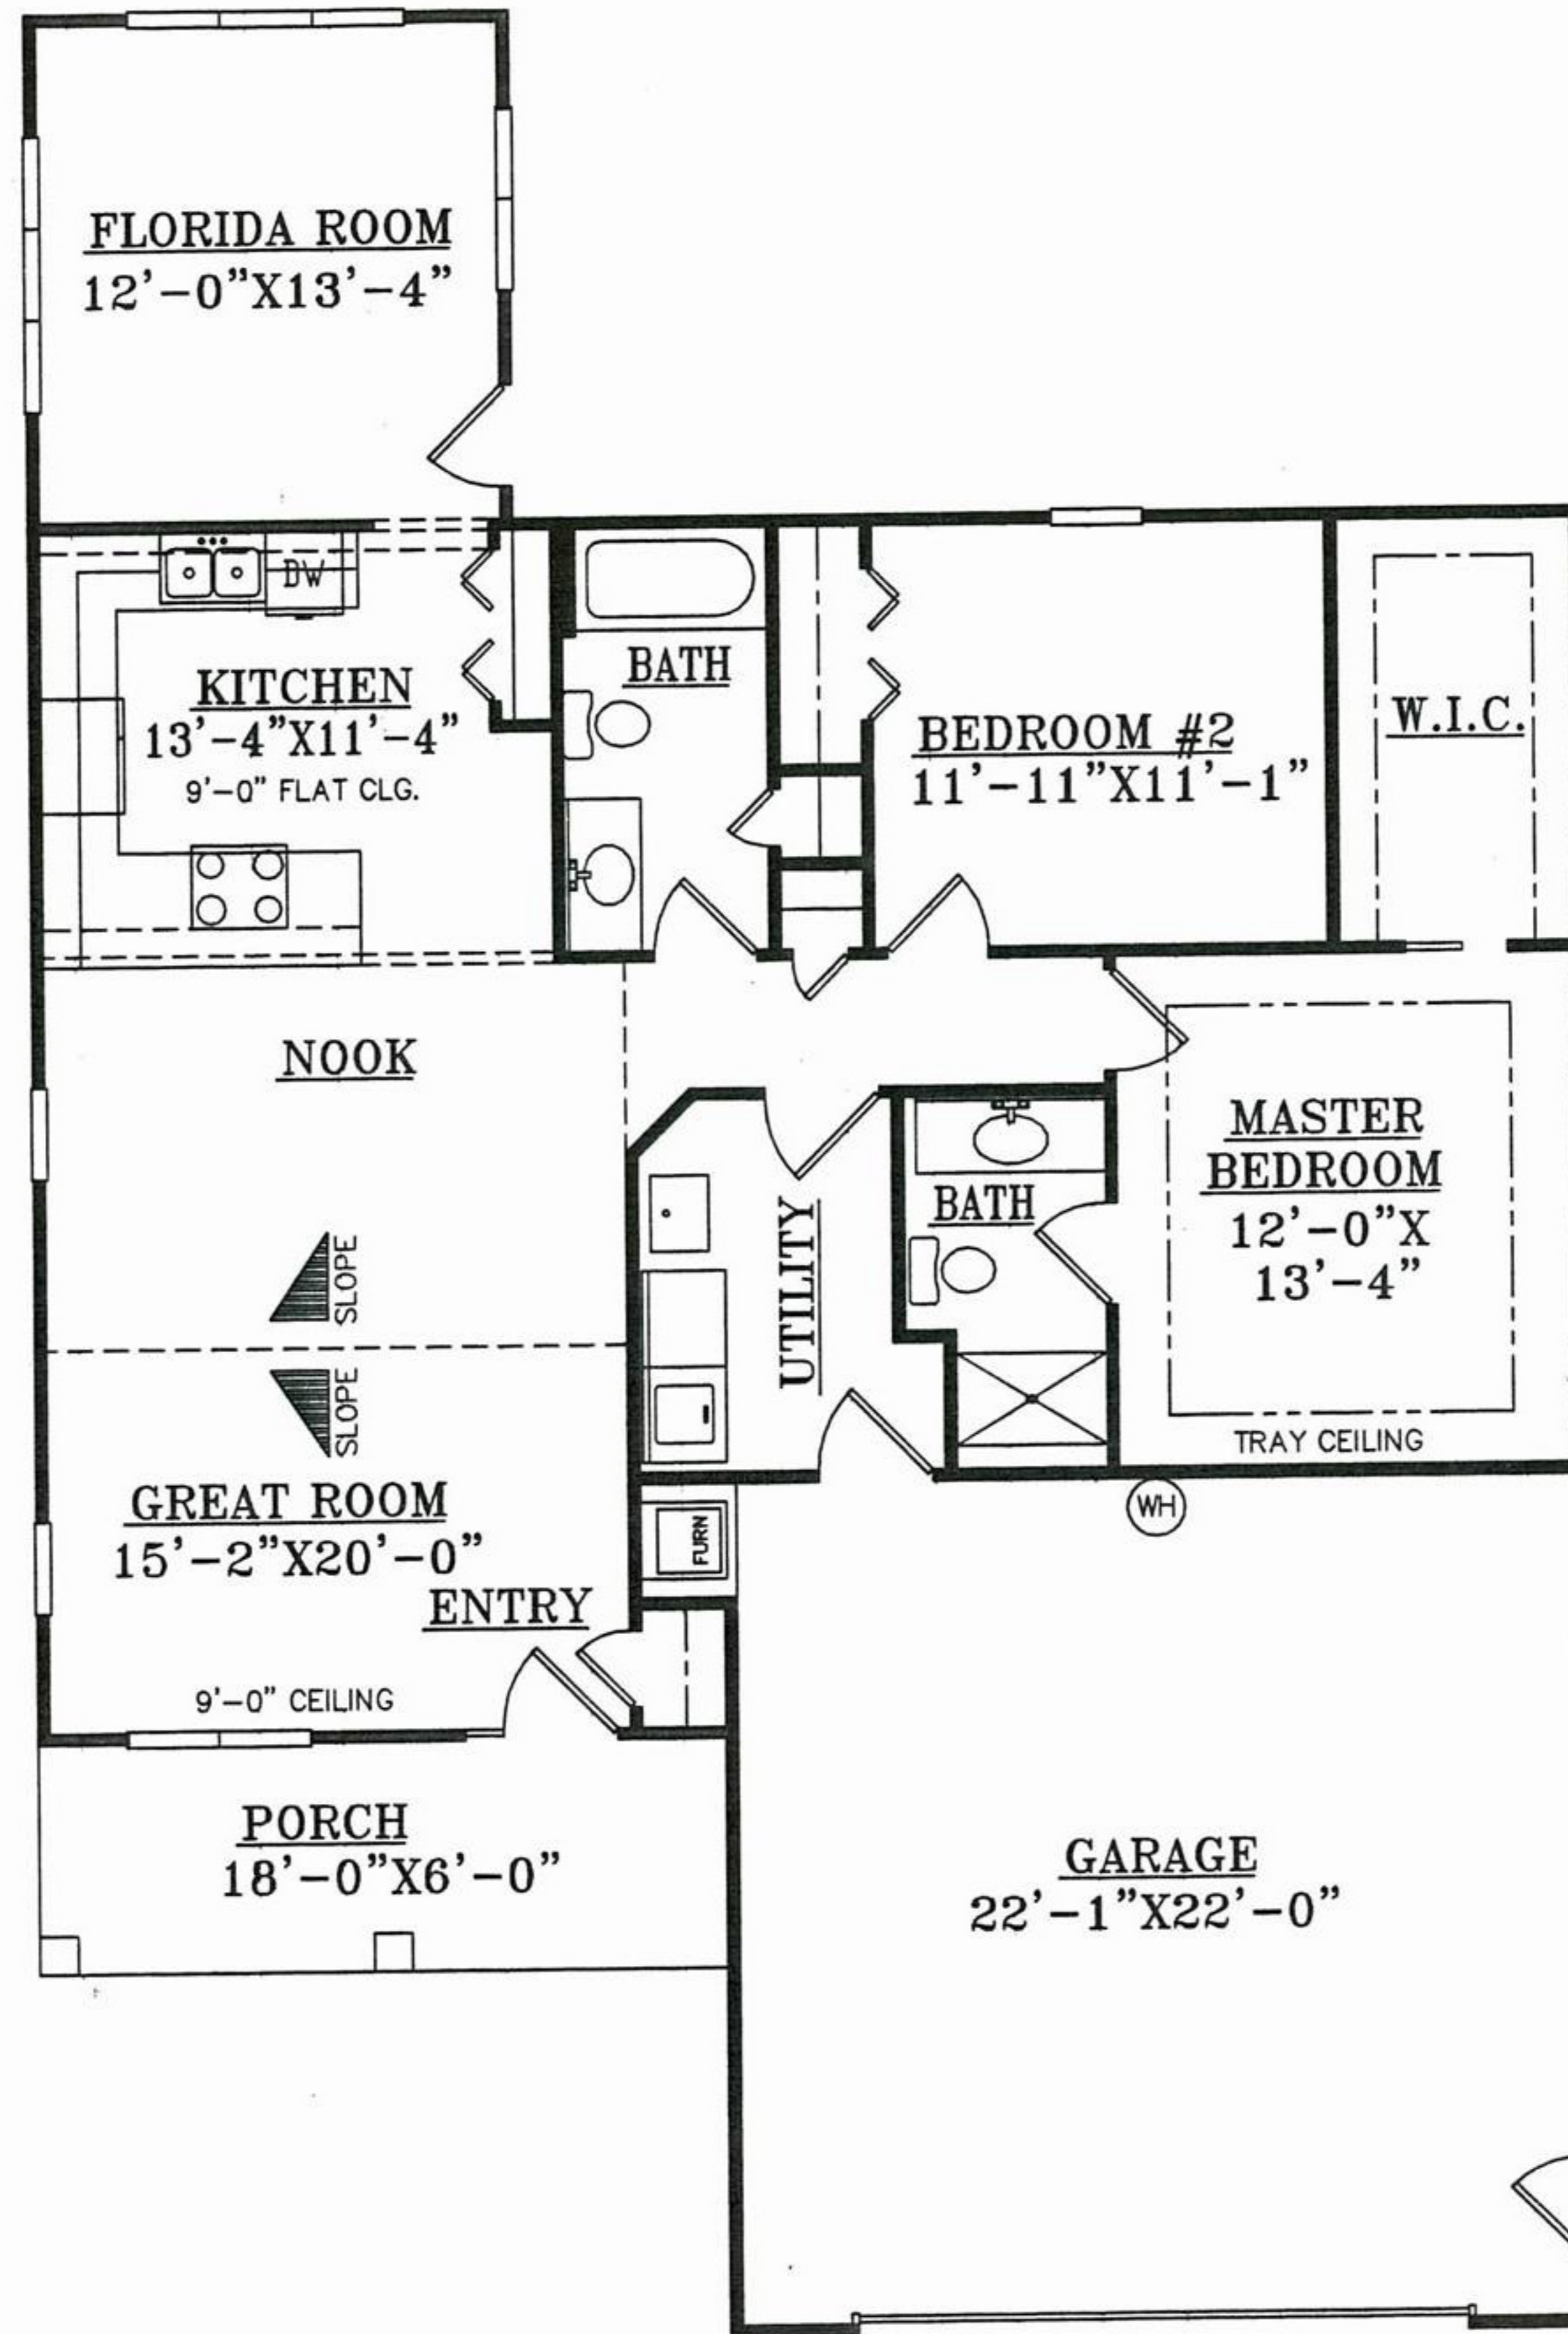 FLORIDA ROOM
12'-0"X13'-4"
DW
KITCHEN
13'-4"X11'-4"
9'-0" FLAT CLG.
BATH
BEDROOM #2
11'-11"X11'-1"
W.I.C.
NOOK
MASTER
BEDROOM
12'-0"X
13'-4"
TRAY CEILING
BATH
UTILITY
SLOPE
SLOPE
GREAT ROOM
15'-2"X20'-0"
FURN
WH
ENTRY
9'-0" CEILING
PORCH
18'-0"X6'-0"
GARAGE
22'-1"X22'-0"